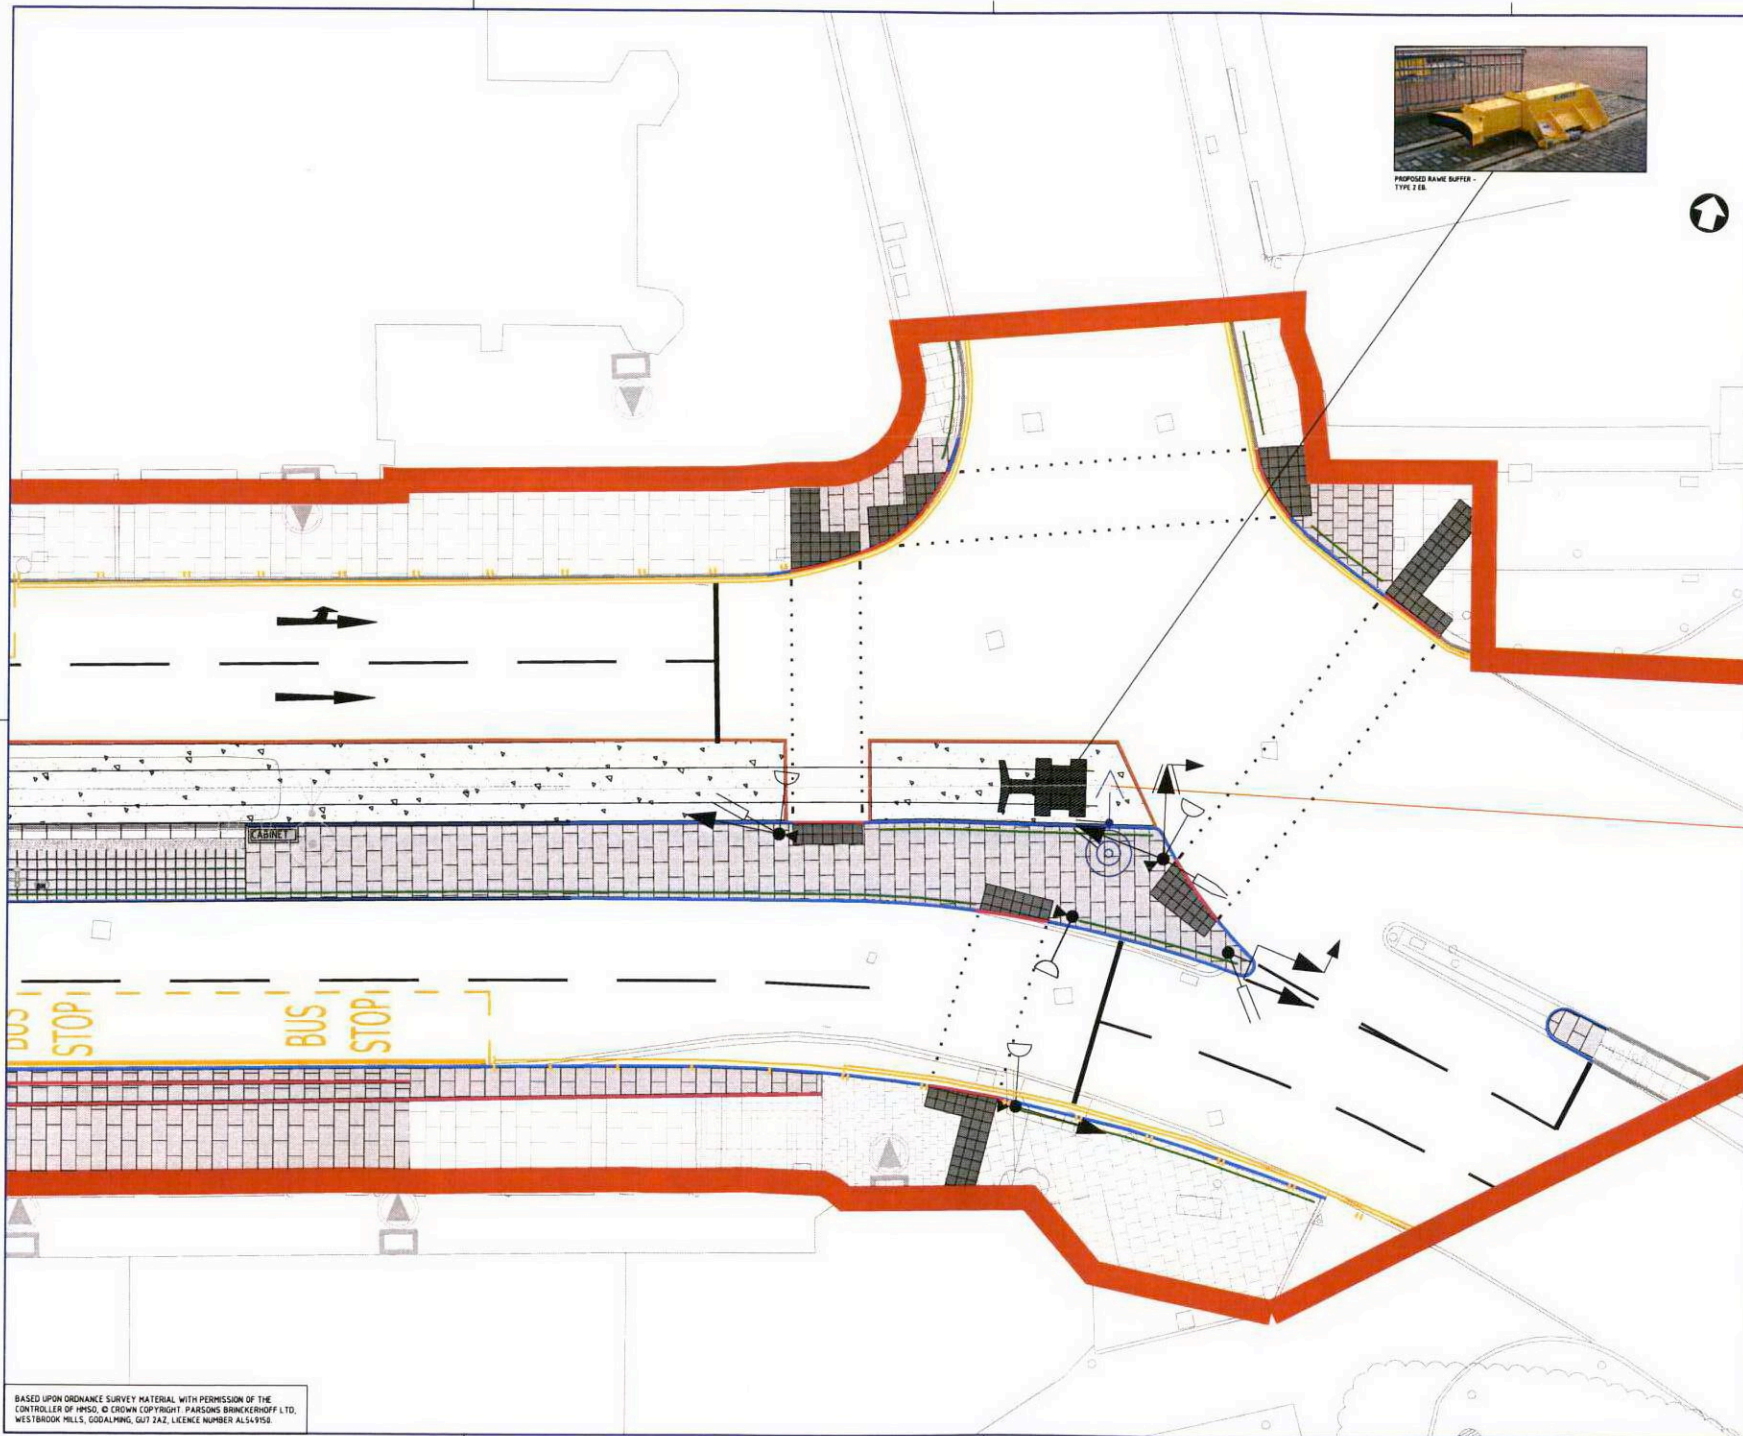 PROPOSED RAWIE BUFFER -
TYPE 2 EB.
CABINET
BUS
STOP
BUS
STOP
BASED UPON ORDNANCE SURVEY MATERIAL WITH PERMISSION OF THE
CONTROLLER OF HMSO, © CROWN COPYRIGHT. PARSONS BRINCKERHOFF LTD,
WESTBROOK MILLS, GODALMING, GU7 2AZ, LICENCE NUMBER AL549150.